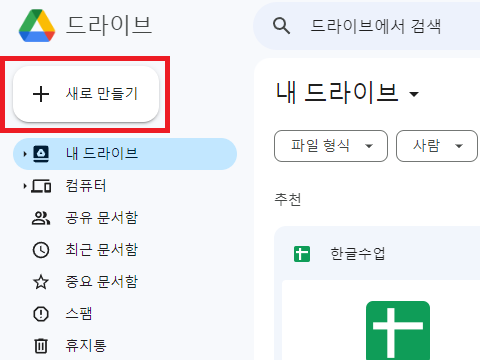 드라이브
드라이브에서 검색
새로 만들기
내 드라이브
컴퓨터
공유 문서함
최근 문서함
중요 문서함
스팸
휴지통
내 드라이브
파일 형식
사람
추천
한글수업